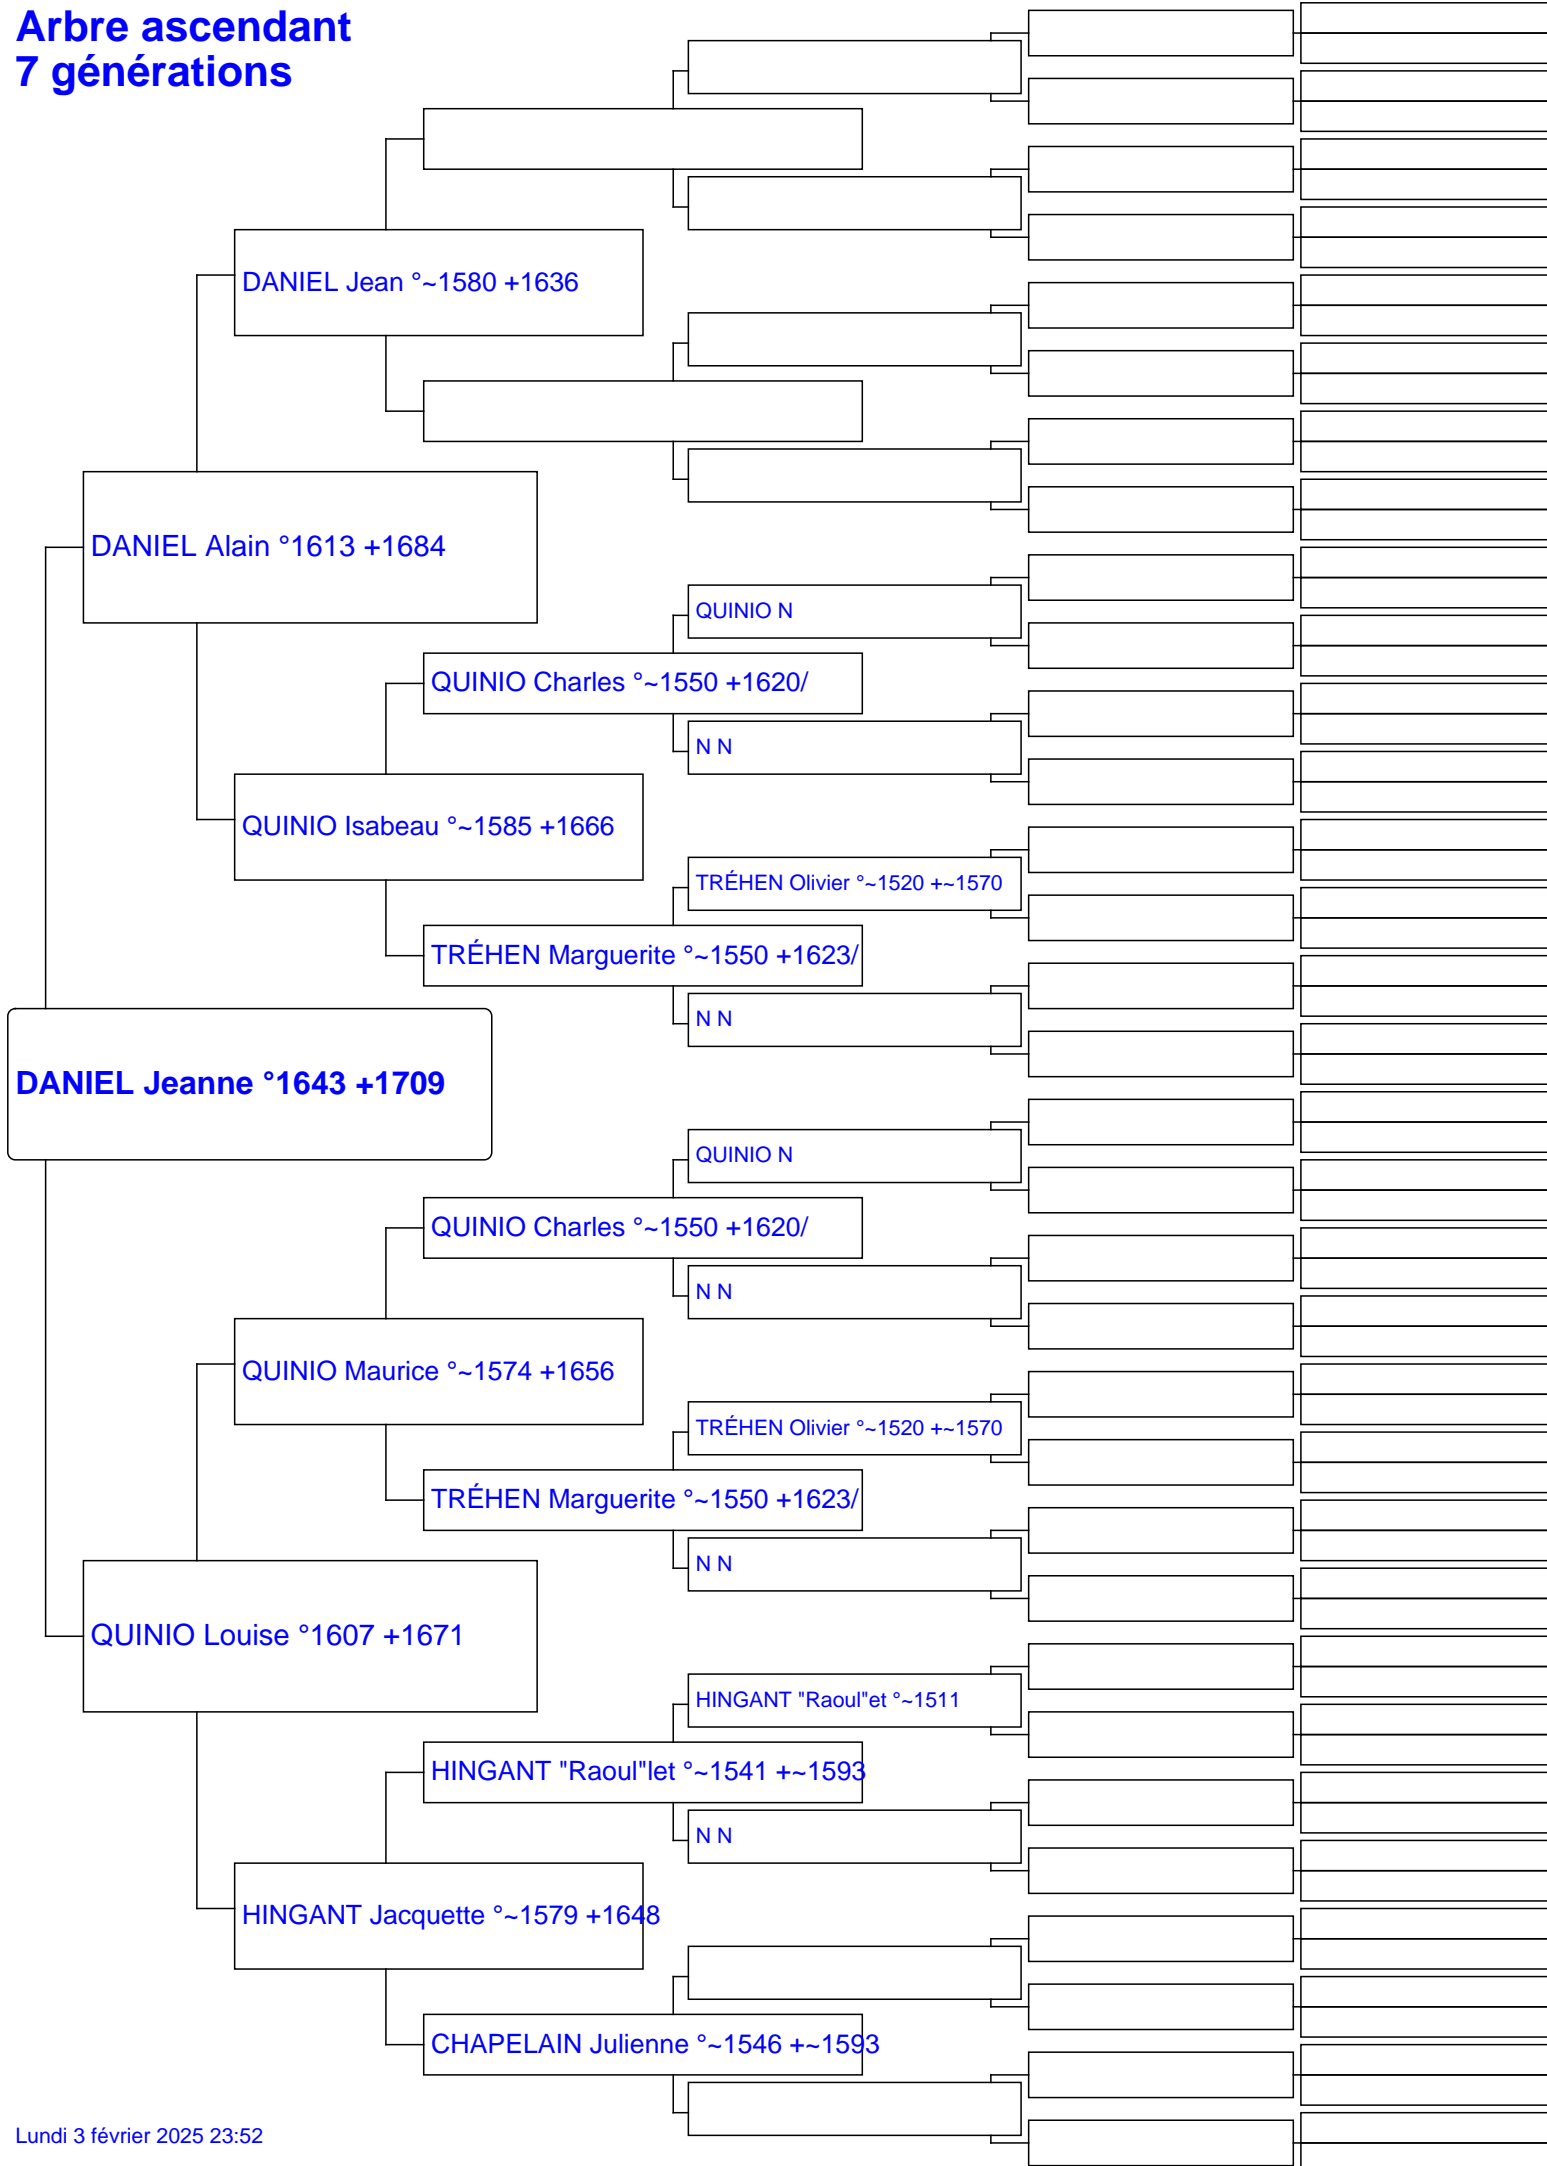 Arbre ascendant
7 générations
DANIEL Jean °~1580 +1636
DANIEL Alain °1613 +1684
QUINIO N
QUINIO Charles °~1550 +1620/
N N
QUINIO Isabeau °~1585 +1666
TRÉHEN Olivier °~1520 +~1570
TRÉHEN Marguerite °~1550 +1623/
N N
DANIEL Jeanne °1643 +1709
QUINIO N
QUINIO Charles °~1550 +1620/
N N
QUINIO Maurice °~1574 +1656
TRÉHEN Olivier °~1520 +~1570
TRÉHEN Marguerite °~1550 +1623/
N N
QUINIO Louise °1607 +1671
HINGANT "Raoul"et °~1511
HINGANT "Raoul"let °~1541 +~1593
N N
HINGANT Jacquette °~1579 +1648
CHAPELAIN Julienne °~1546 +~1593
Lundi 3 février 2025 23:52